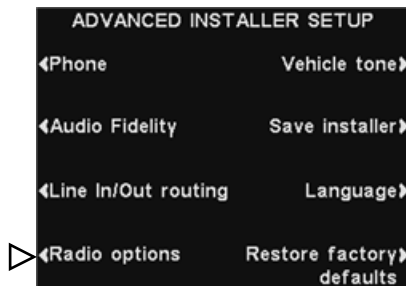 ADVANCED INSTALLER SETUP
Phone
Vehicle tone
Audio Fidelity
Save installer
Line In/Out routing
Language
Radio options
Restore factory
defaults